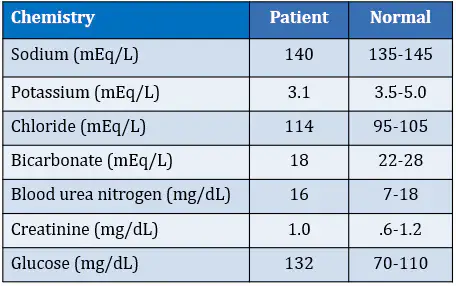 Chemistry Patient Normal
Sodium (mEq/L) 140 135-145
Potassium (mEq/L) 3.1 3.5-5.0
Chloride (mEq/L) 114 95-105
Bicarbonate (mEq/L) 18 22-28
Blood urea nitrogen (mg/dL) 16 7-18
Creatinine (mg/dL) 1.0 .6-1.2
Glucose (mg/dL) 132 70-110